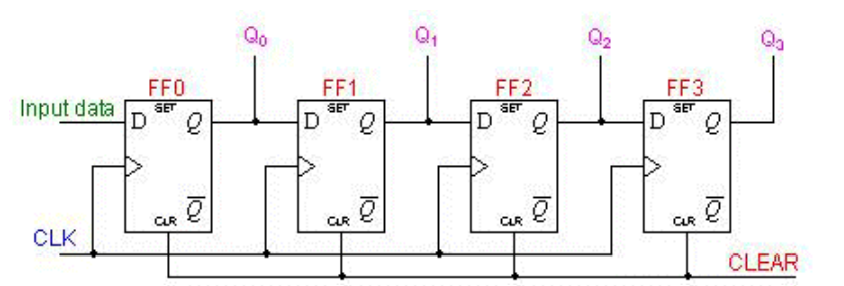 Q0 Q1 Q2 Q3
FF0 FF1 FF2 FF3
SET SET SET SET
Input data D Q D Q D Q D Q
Q̅ Q̅ Q̅ Q̅
CLR CLR CLR CLR
CLK
CLEAR